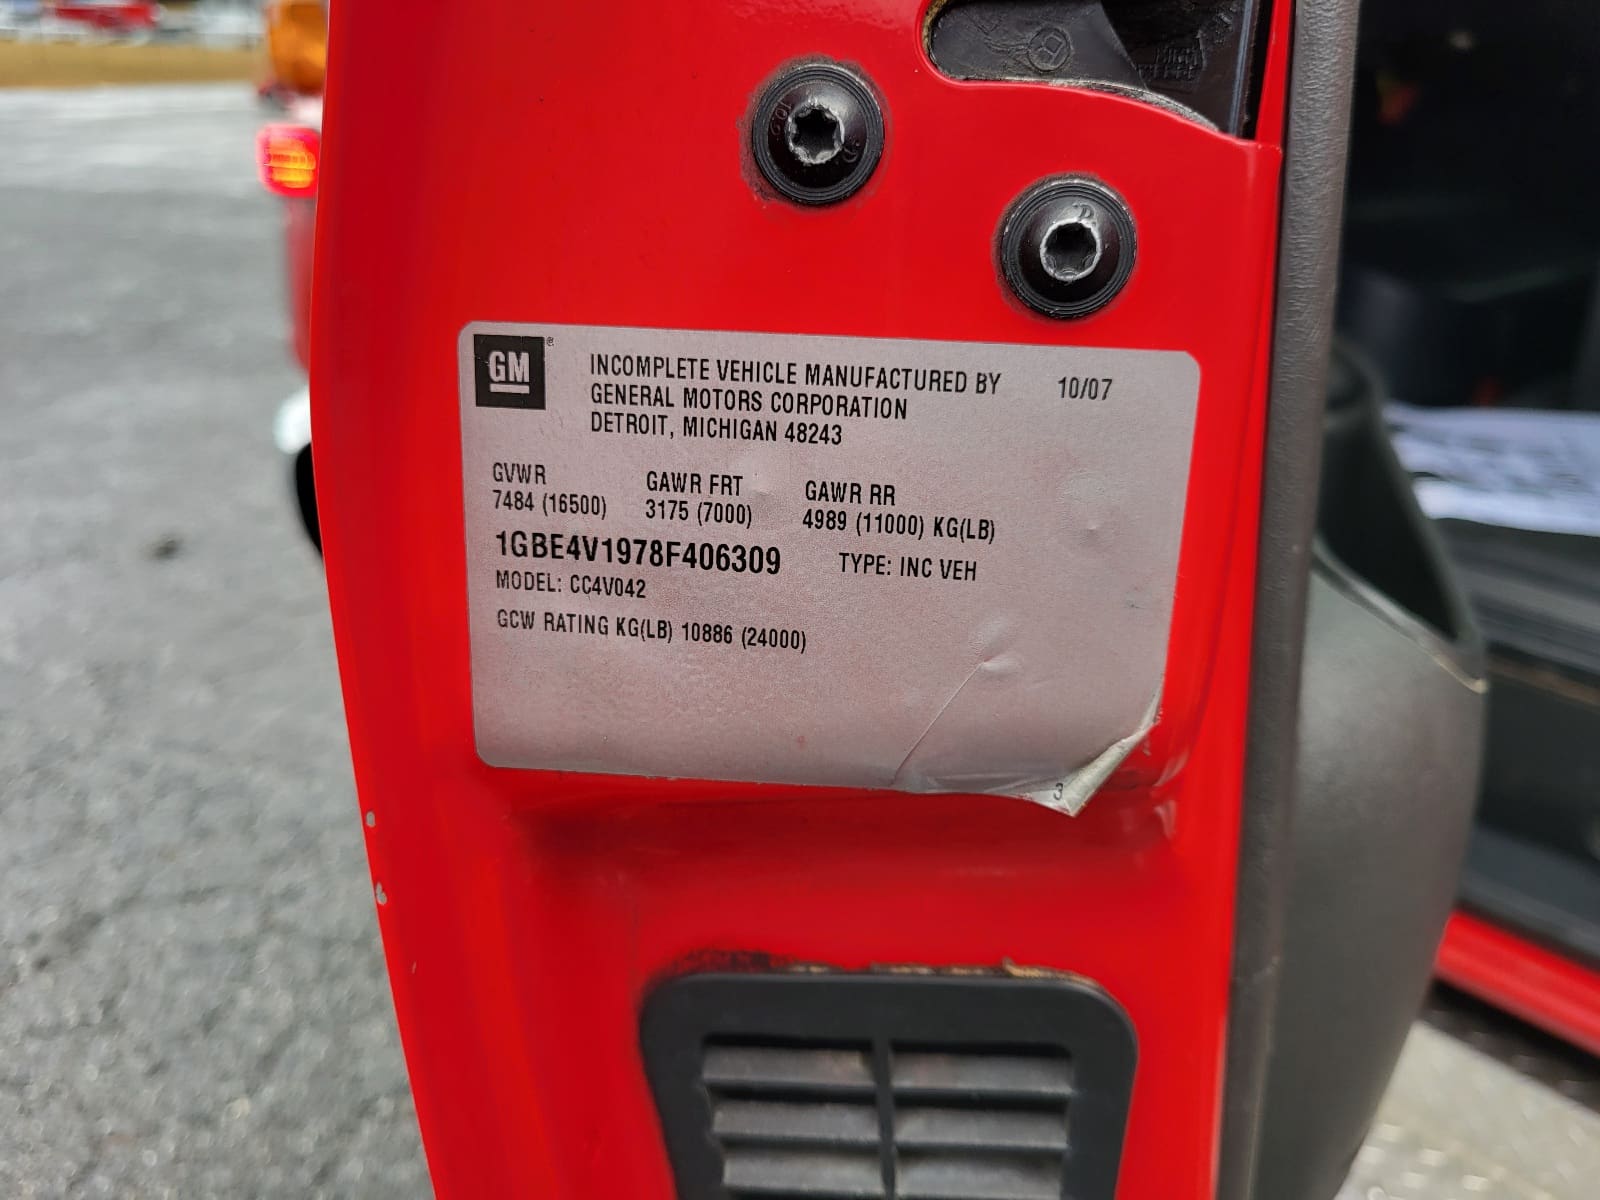 GM ®
INCOMPLETE VEHICLE MANUFACTURED BY 10/07
GENERAL MOTORS CORPORATION
DETROIT, MICHIGAN 48243
GVWR GAWR FRT GAWR RR
7484 (16500) 3175 (7000) 4989 (11000) KG(LB)
1GBE4V1978F406309 TYPE: INC VEH
MODEL: CC4V042
GCW RATING KG(LB) 10886 (24000)
3